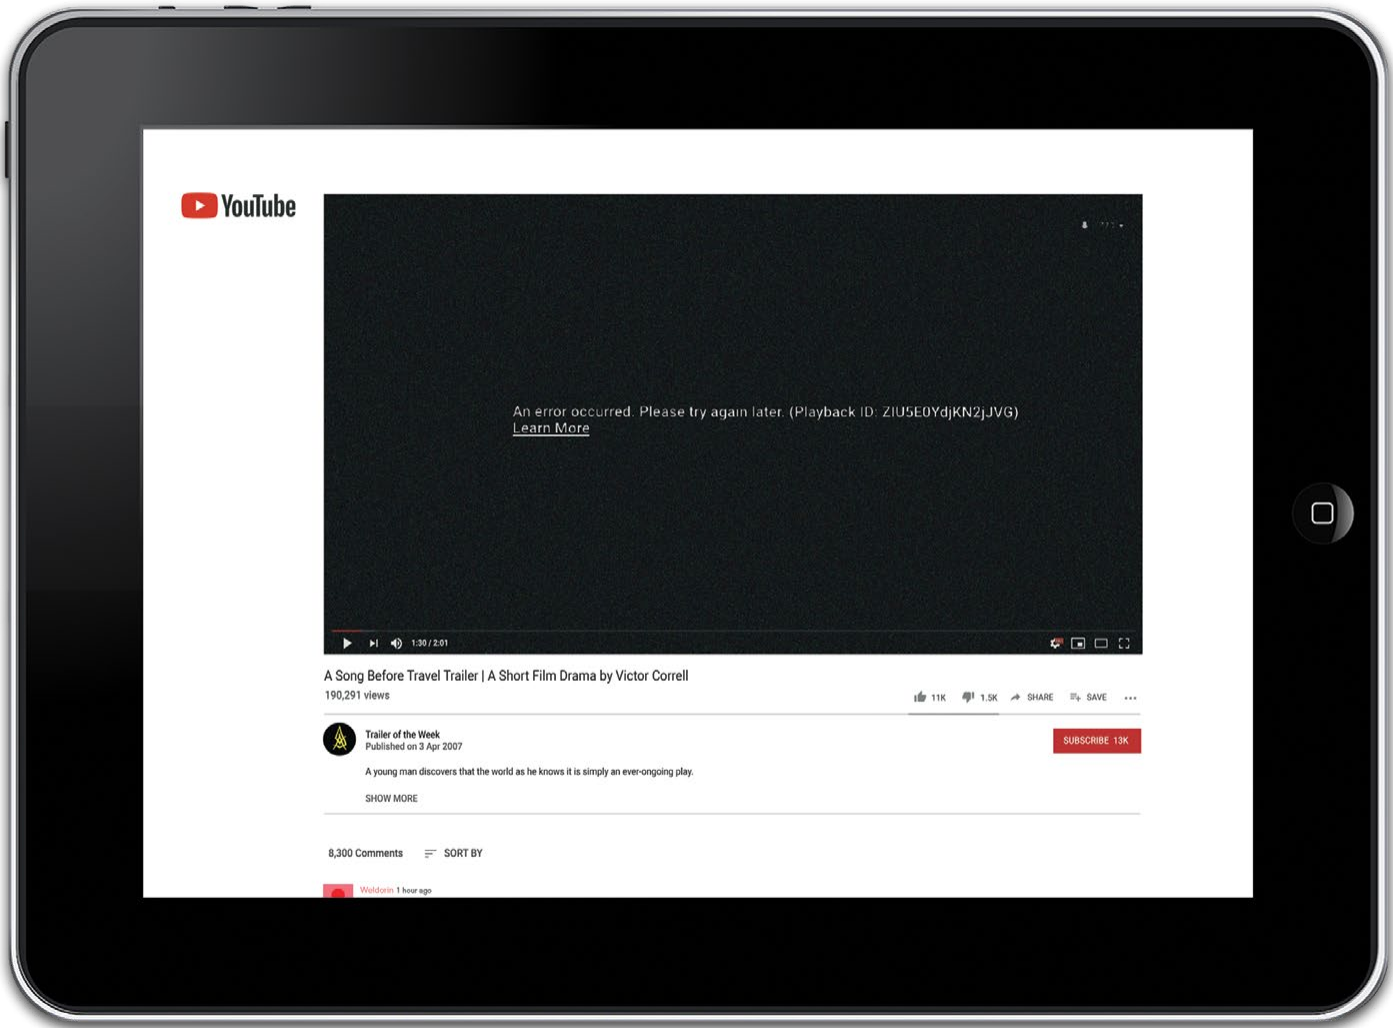 YouTube
An error occurred. Please try again later. (Playback ID: ZIU5E0YdjKN2jJVG)
Learn More
1:30 / 2:01
A Song Before Travel Trailer | A Short Film Drama by Victor Correll
190,291 views
11K 1.5K SHARE SAVE
Trailer of the Week
Published on 3 Apr 2007
SUBSCRIBE 13K
A young man discovers that the world as he knows it is simply an ever-ongoing play.
SHOW MORE
8,300 Comments SORT BY
Weldorin 1 hour ago